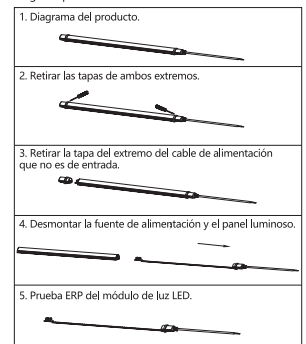 1. Diagrama del producto.
2. Retirar las tapas de ambos extremos.
3. Retirar la tapa del extremo del cable de alimentación
que no es de entrada.
4. Desmontar la fuente de alimentación y el panel luminoso.
5. Prueba ERP del módulo de luz LED.